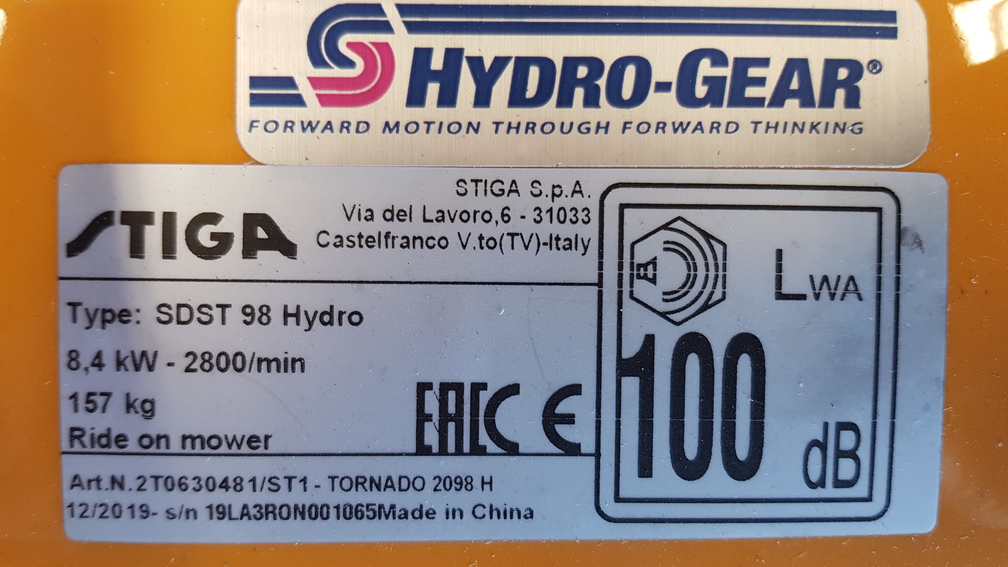 HYDRO-GEAR®
FORWARD MOTION THROUGH FORWARD THINKING
STIGA
STIGA S.p.A.
Via del Lavoro,6 - 31033
Castelfranco V.to(TV)-Italy
Type: SDST 98 Hydro
8,4 kW - 2800/min
157 kg
Ride on mower
EAC CE
Art.N.2T0630481/ST1 - TORNADO 2098 H
12/2019- s/n 19LA3RON001065Made in China
LWA
100
dB